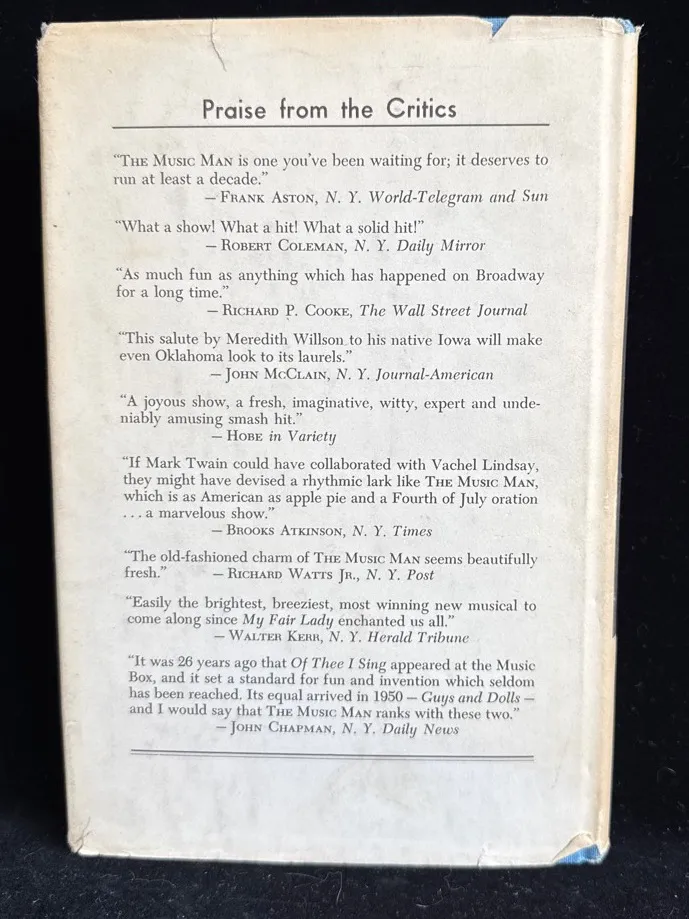 Praise from the Critics
“THE MUSIC MAN is one you’ve been waiting for; it deserves to
run at least a decade.”
— FRANK ASTON, N. Y. World-Telegram and Sun
“What a show! What a hit! What a solid hit!”
— ROBERT COLEMAN, N. Y. Daily Mirror
“As much fun as anything which has happened on Broadway
for a long time.”
— RICHARD P. COOKE, The Wall Street Journal
“This salute by Meredith Willson to his native Iowa will make
even Oklahoma look to its laurels.”
— JOHN MCCLAIN, N. Y. Journal-American
“A joyous show, a fresh, imaginative, witty, expert and unde-
niably amusing smash hit.”
— HOBE in Variety
“If Mark Twain could have collaborated with Vachel Lindsay,
they might have devised a rhythmic lark like THE MUSIC MAN,
which is as American as apple pie and a Fourth of July oration
. . . a marvelous show.”
— BROOKS ATKINSON, N. Y. Times
“The old-fashioned charm of THE MUSIC MAN seems beautifully
fresh.” — RICHARD WATTS JR., N. Y. Post
“Easily the brightest, breeziest, most winning new musical to
come along since My Fair Lady enchanted us all.”
— WALTER KERR, N. Y. Herald Tribune
“It was 26 years ago that Of Thee I Sing appeared at the Music
Box, and it set a standard for fun and invention which seldom
has been reached. Its equal arrived in 1950 — Guys and Dolls —
and I would say that THE MUSIC MAN ranks with these two.”
— JOHN CHAPMAN, N. Y. Daily News